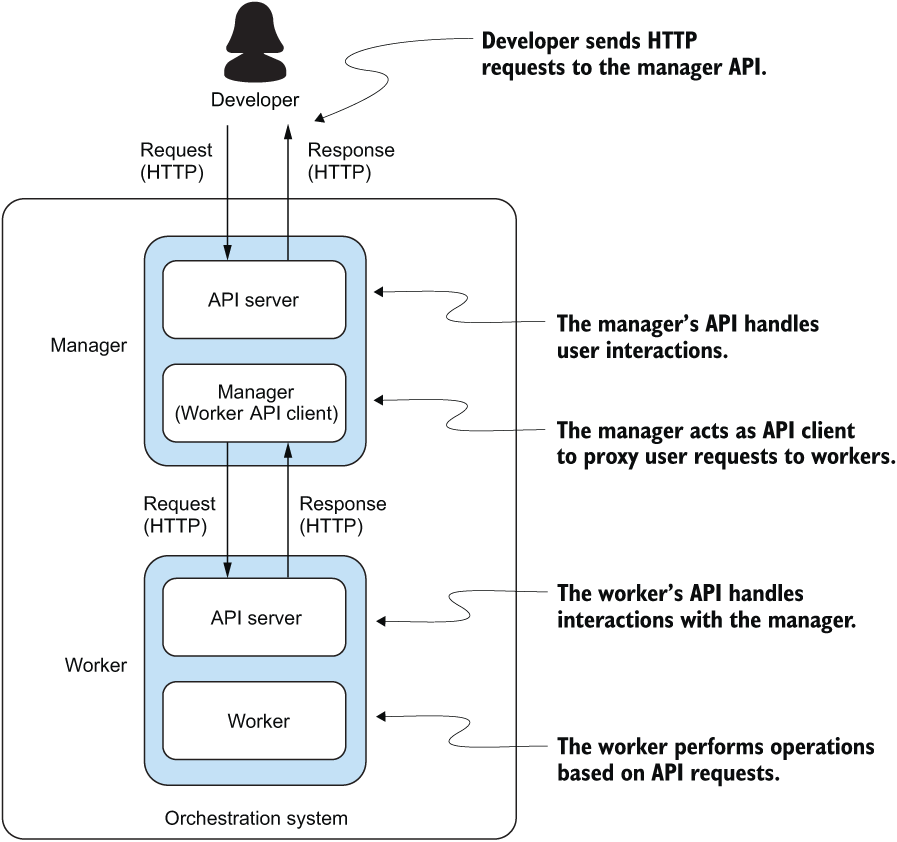 Developer sends HTTP
requests to the manager API.
Developer
Request
(HTTP)
Response
(HTTP)
API server
The manager's API handles
user interactions.
Manager
Manager
(Worker API client)
The manager acts as API client
to proxy user requests to workers.
Request
(HTTP)
Response
(HTTP)
The worker's API handles
interactions with the manager.
API server
Worker
Worker
The worker performs operations
based on API requests.
Orchestration system